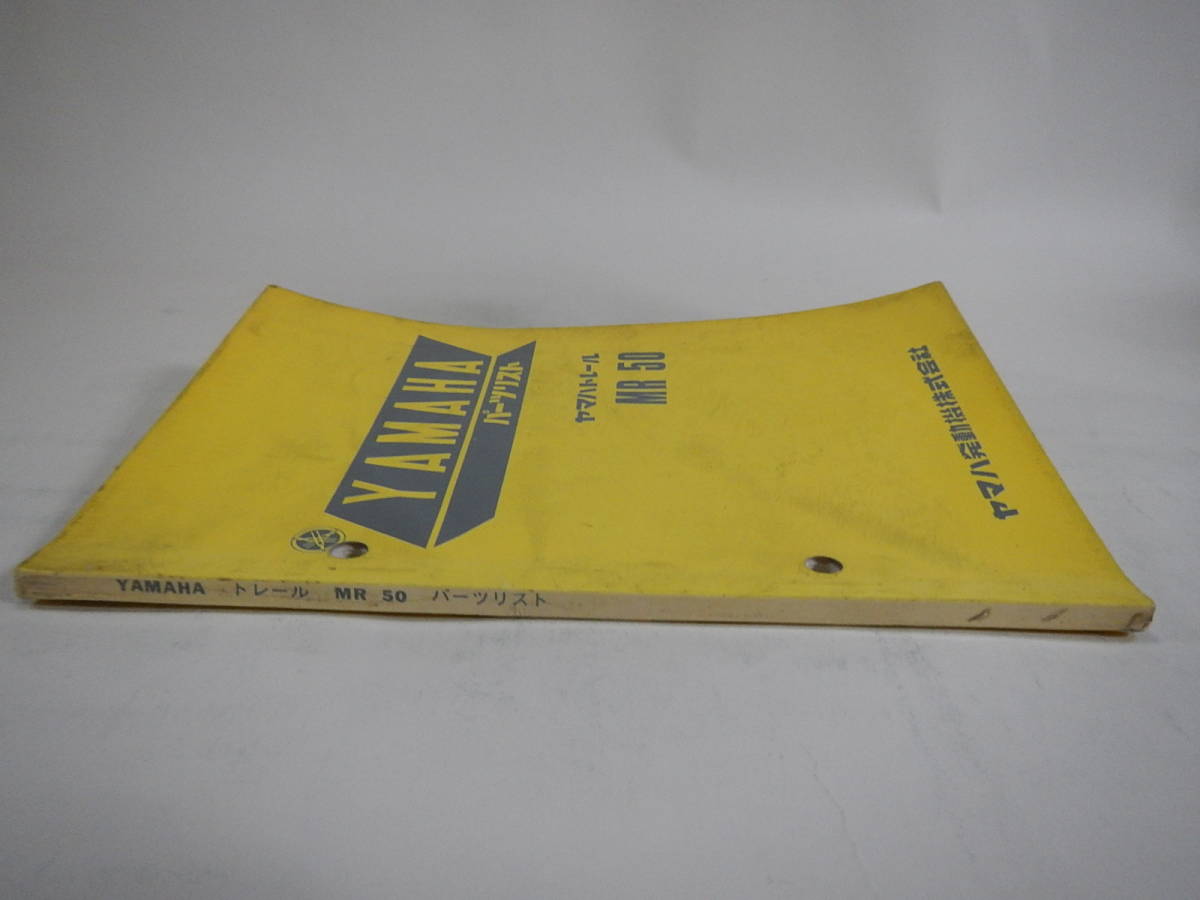 YAMAHA
パーツリスト
ヤマハトレール
MR 50
ヤマハ発動機株式会社
YAMAHA トレール MR 50 パーツリスト